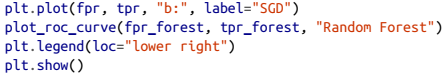 plt.plot(fpr, tpr, "b:", label="SGD")
plot_roc_curve(fpr_forest, tpr_forest, "Random Forest")
plt.legend(loc="lower right")
plt.show()